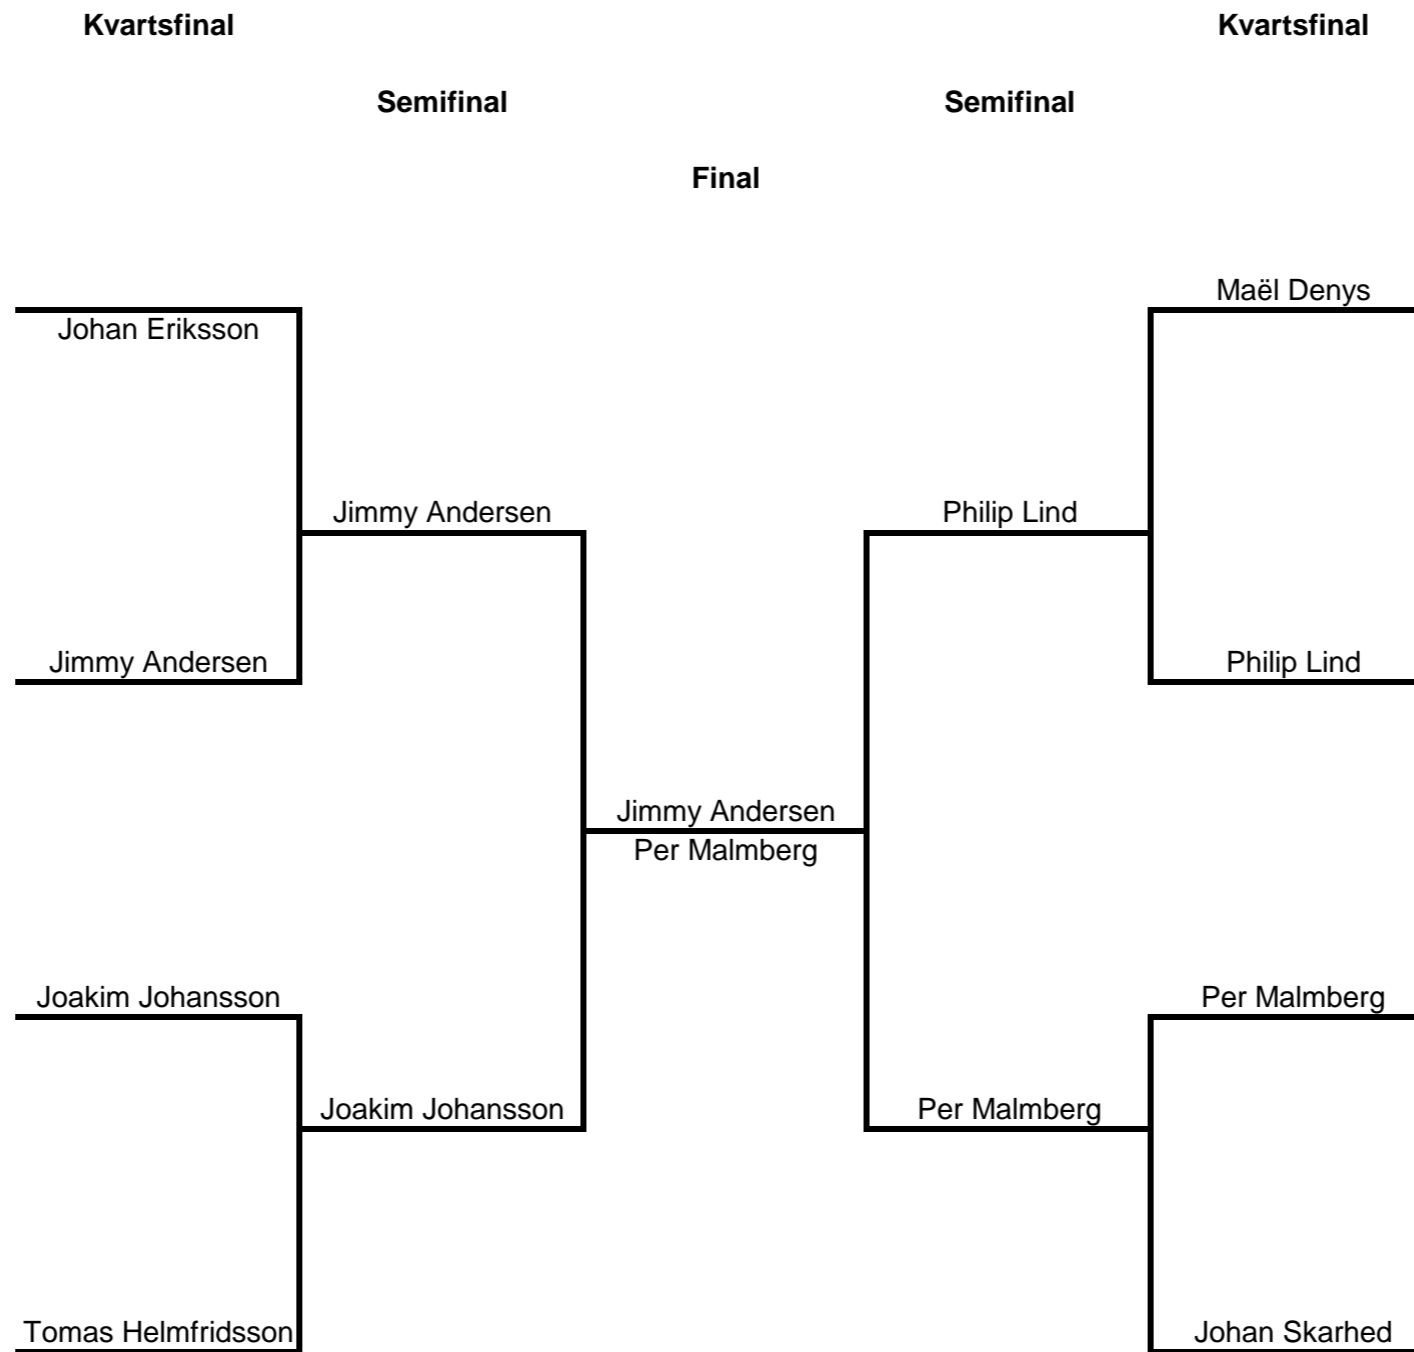 Kvartsfinal
Kvartsfinal
Semifinal
Semifinal
Final
Maël Denys
Johan Eriksson
Jimmy Andersen
Philip Lind
Jimmy Andersen
Philip Lind
Jimmy Andersen
Per Malmberg
Joakim Johansson
Per Malmberg
Joakim Johansson
Per Malmberg
Tomas Helmfridsson
Johan Skarhed